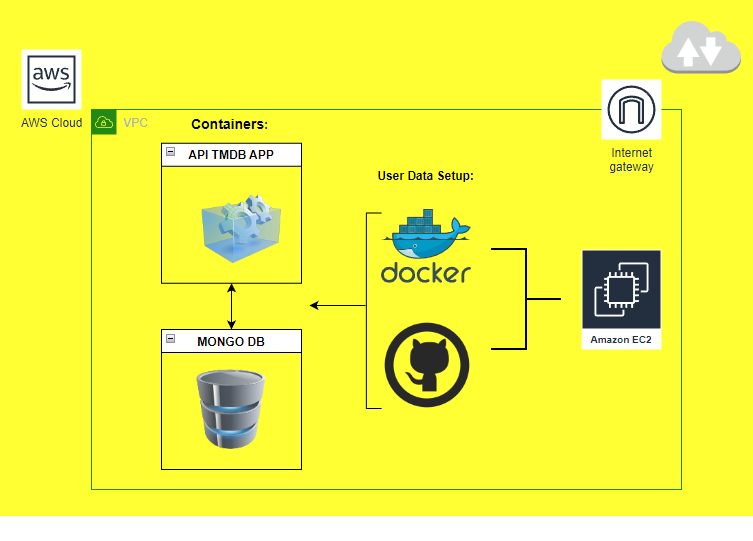 aws
AWS Cloud
VPC
Containers:
Internet
gateway
API TMDB APP
User Data Setup:
docker
MONGO DB
Amazon EC2